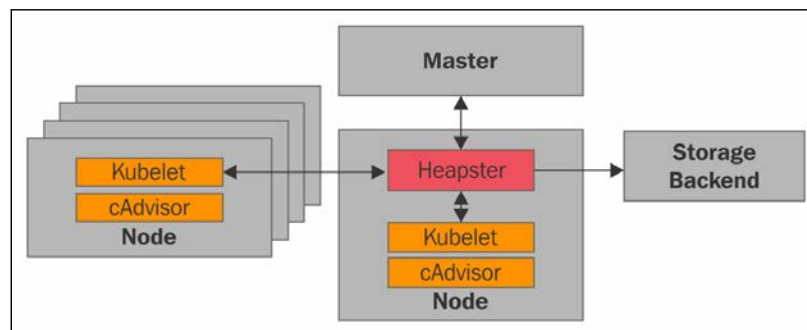 Master
Kubelet
cAdvisor
Node
Heapster
Kubelet
cAdvisor
Node
Storage
Backend